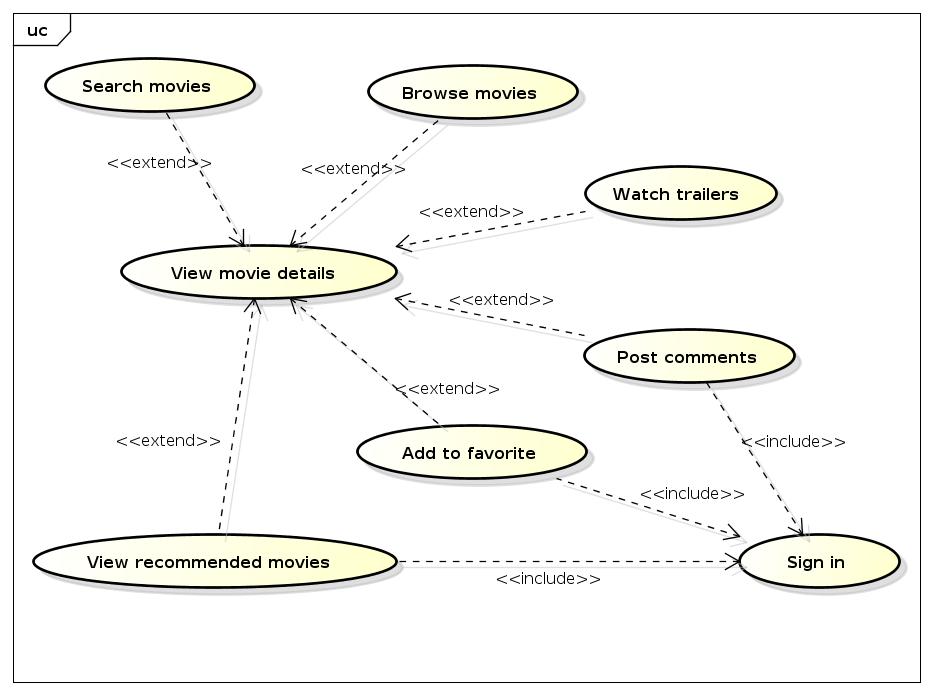 uc
Search movies
Browse movies
<<extend>>
<<extend>>
Watch trailers
<<extend>>
View movie details
<<extend>>
Post comments
<<extend>>
<<extend>>
<<include>>
Add to favorite
<<include>>
View recommended movies
Sign in
<<include>>